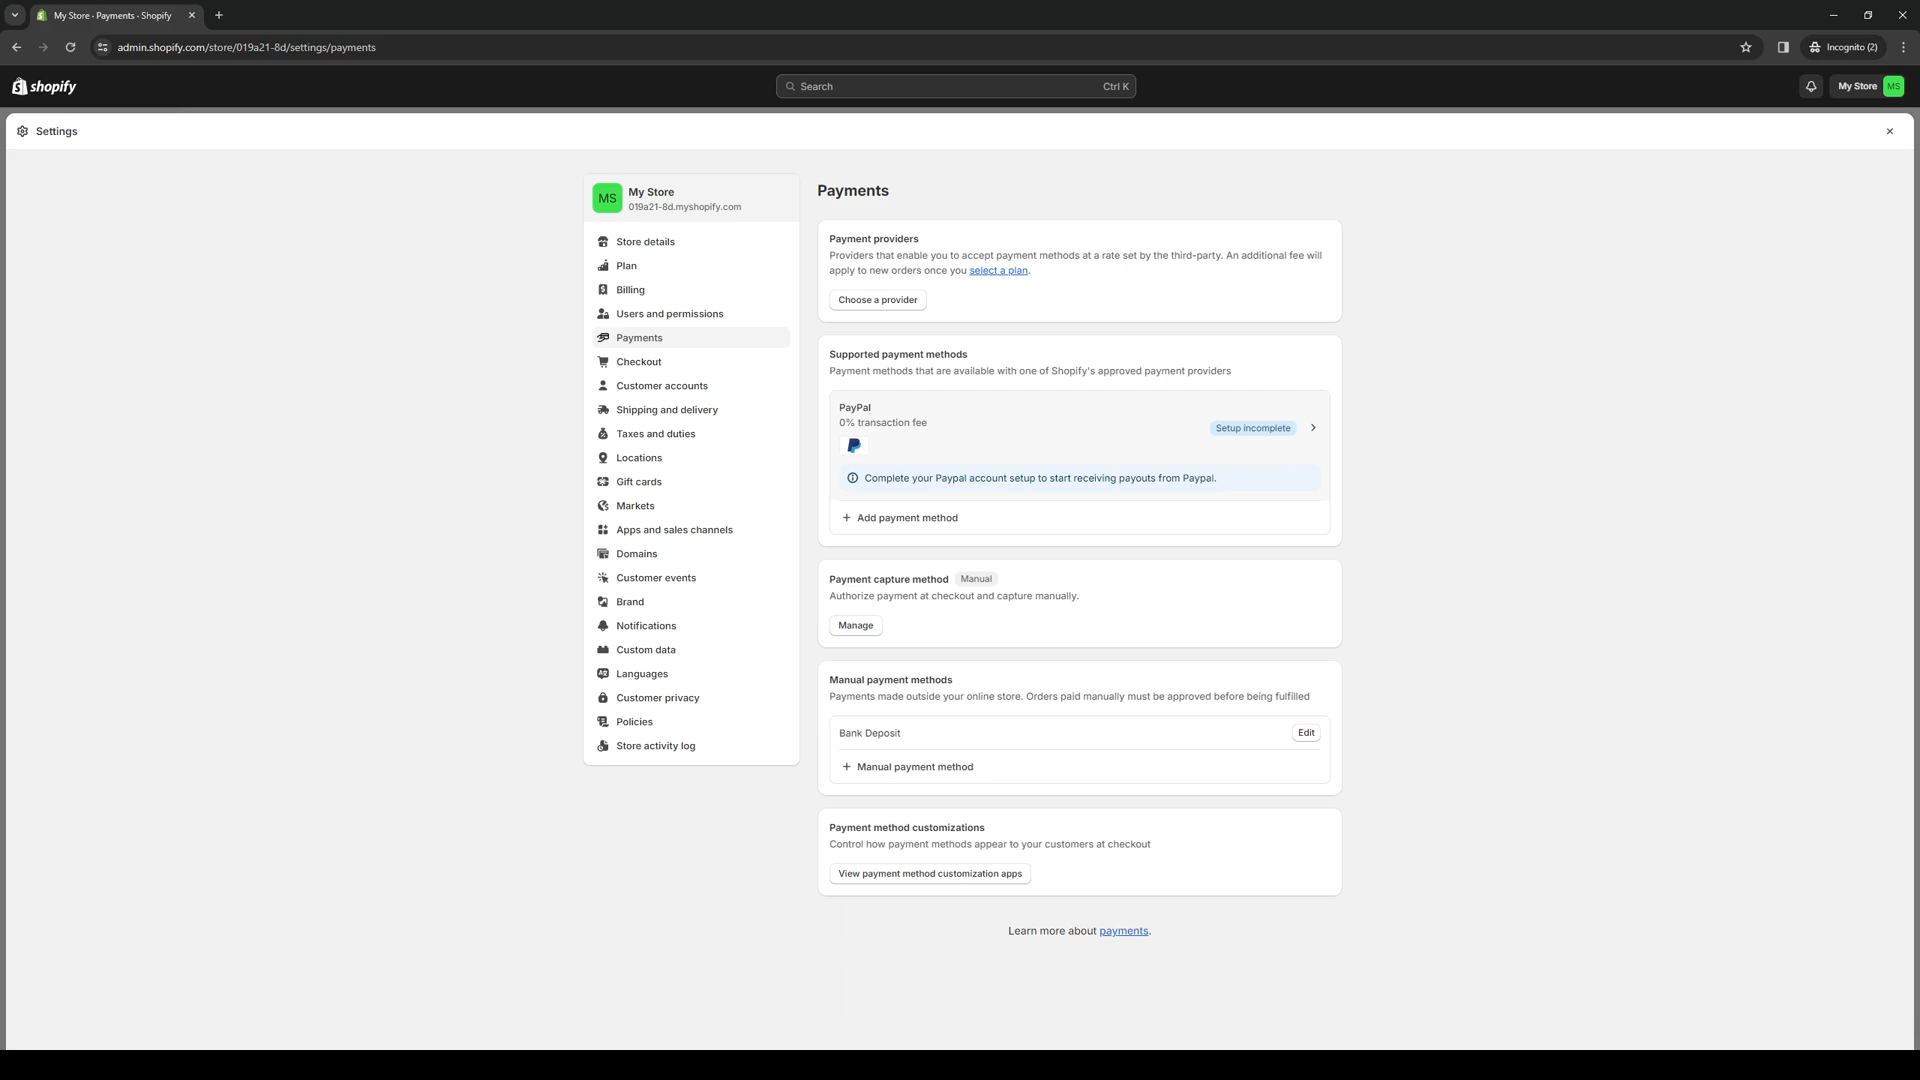 My Store · Payments · Shopify
admin.shopify.com/store/019a21-8d/settings/payments
Incognito (2)
shopify
Search
Ctrl K
My Store
MS
Settings
MS
My Store
019a21-8d.myshopify.com
Store details
Plan
Billing
Users and permissions
Payments
Checkout
Customer accounts
Shipping and delivery
Taxes and duties
Locations
Gift cards
Markets
Apps and sales channels
Domains
Customer events
Brand
Notifications
Custom data
Languages
Customer privacy
Policies
Store activity log
Payments
Payment providers
Providers that enable you to accept payment methods at a rate set by the third-party. An additional fee will
apply to new orders once you select a plan.
Choose a provider
Supported payment methods
Payment methods that are available with one of Shopify's approved payment providers
PayPal
0% transaction fee
Setup incomplete
Complete your Paypal account setup to start receiving payouts from Paypal.
Add payment method
Payment capture method Manual
Authorize payment at checkout and capture manually.
Manage
Manual payment methods
Payments made outside your online store. Orders paid manually must be approved before being fulfilled
Bank Deposit
Edit
Manual payment method
Payment method customizations
Control how payment methods appear to your customers at checkout
View payment method customization apps
Learn more about payments.